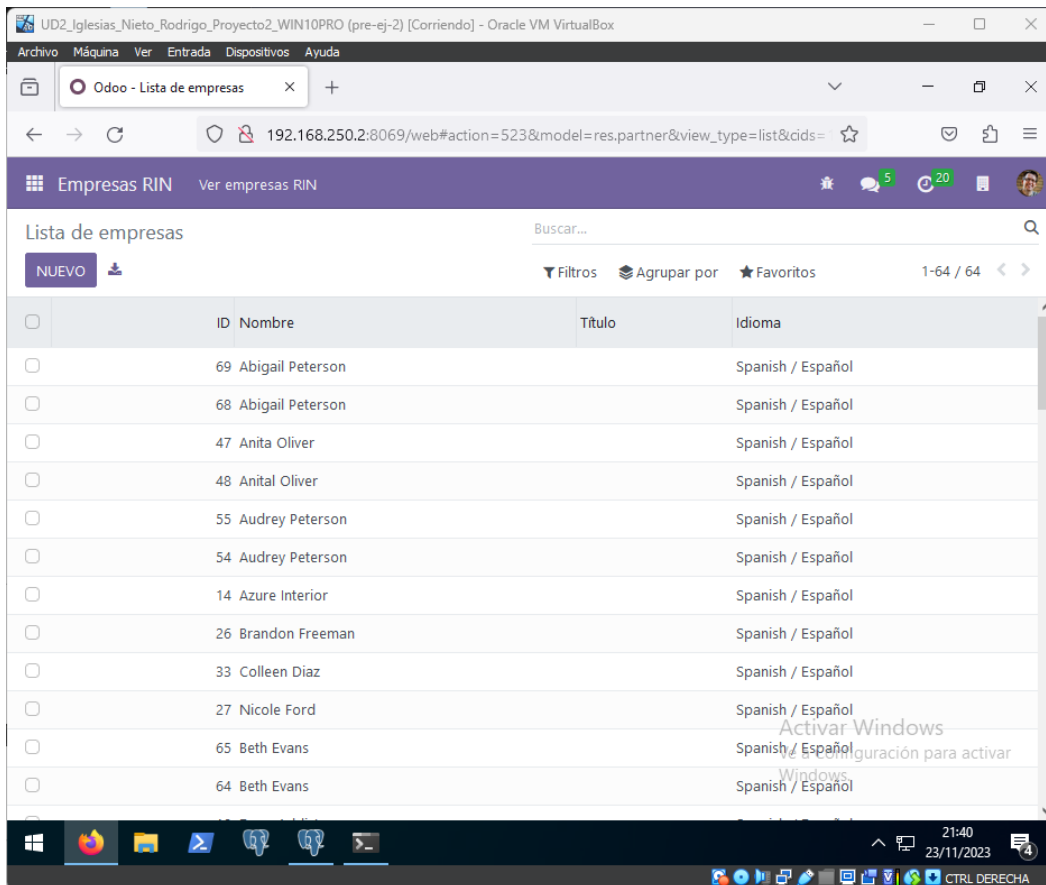 UD2_Iglesias_Nieto_Rodrigo_Proyecto2_WIN10PRO (pre-ej-2) [Corriendo] - Oracle VM VirtualBox
Archivo Máquina Ver Entrada Dispositivos Ayuda
Odoo - Lista de empresas
192.168.250.2:8069/web#action=523&model=res.partner&view_type=list&cids=
Empresas RIN Ver empresas RIN 5 20
Lista de empresas Buscar...
NUEVO Filtros Agrupar por Favoritos 1-64 / 64
ID Nombre Título Idioma
69 Abigail Peterson Spanish / Español
68 Abigail Peterson Spanish / Español
47 Anita Oliver Spanish / Español
48 Anital Oliver Spanish / Español
55 Audrey Peterson Spanish / Español
54 Audrey Peterson Spanish / Español
14 Azure Interior Spanish / Español
26 Brandon Freeman Spanish / Español
33 Colleen Diaz Spanish / Español
27 Nicole Ford Spanish / Español
Activar Windows
65 Beth Evans Spanish / Español
Ve a Configuración para activar
Windows.
64 Beth Evans Spanish / Español
21:40
23/11/2023
4
CTRL DERECHA